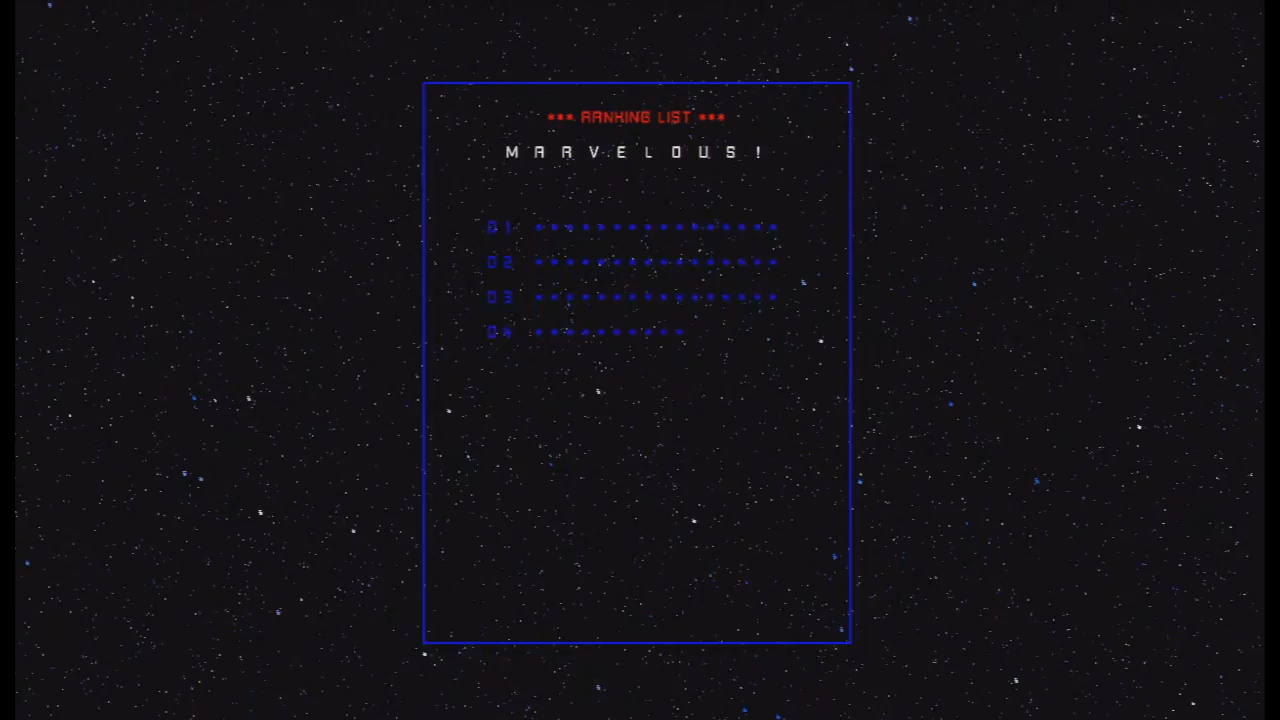 *** RANKING LIST ***
M A R V E L O U S !
01 • • • • • • • • • • • • • • • •
02 • • • • • • • • • • • • • • • •
03 • • • • • • • • • • • • • • • •
04 • • • • • • • • • •